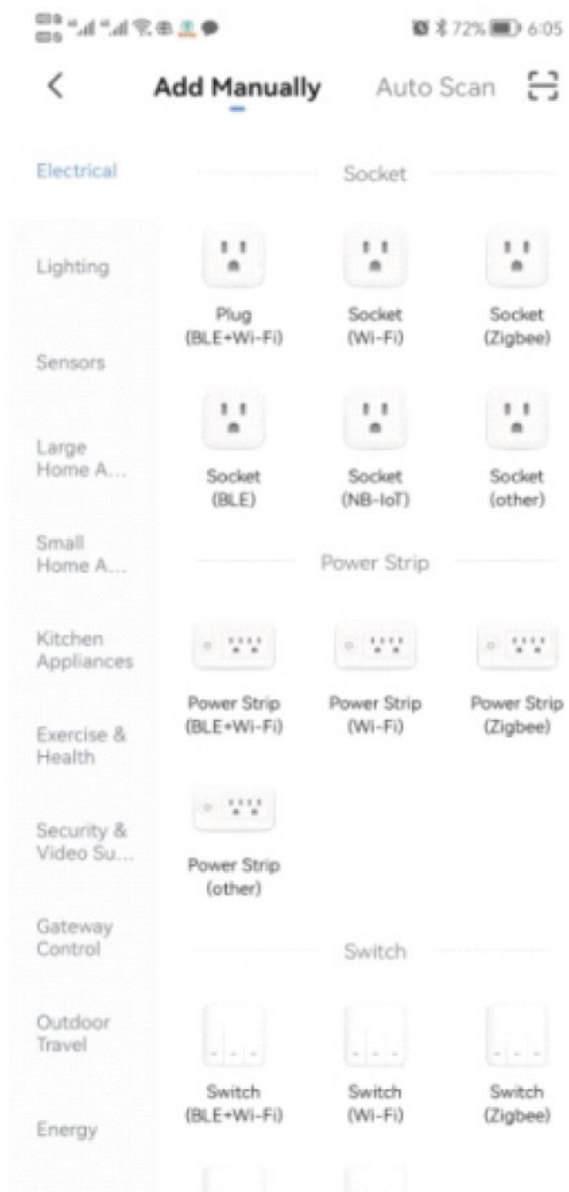 72% 6:05
Add Manually Auto Scan
Electrical
Lighting
Sensors
Large
Home A...
Small
Home A...
Kitchen
Appliances
Exercise &
Health
Security &
Video Su...
Gateway
Control
Outdoor
Travel
Energy
Socket
Plug
(BLE+Wi-Fi)
Socket
(Wi-Fi)
Socket
(Zigbee)
Socket
(BLE)
Socket
(NB-IoT)
Socket
(other)
Power Strip
Power Strip
(BLE+Wi-Fi)
Power Strip
(Wi-Fi)
Power Strip
(Zigbee)
Power Strip
(other)
Switch
Switch
(BLE+Wi-Fi)
Switch
(Wi-Fi)
Switch
(Zigbee)